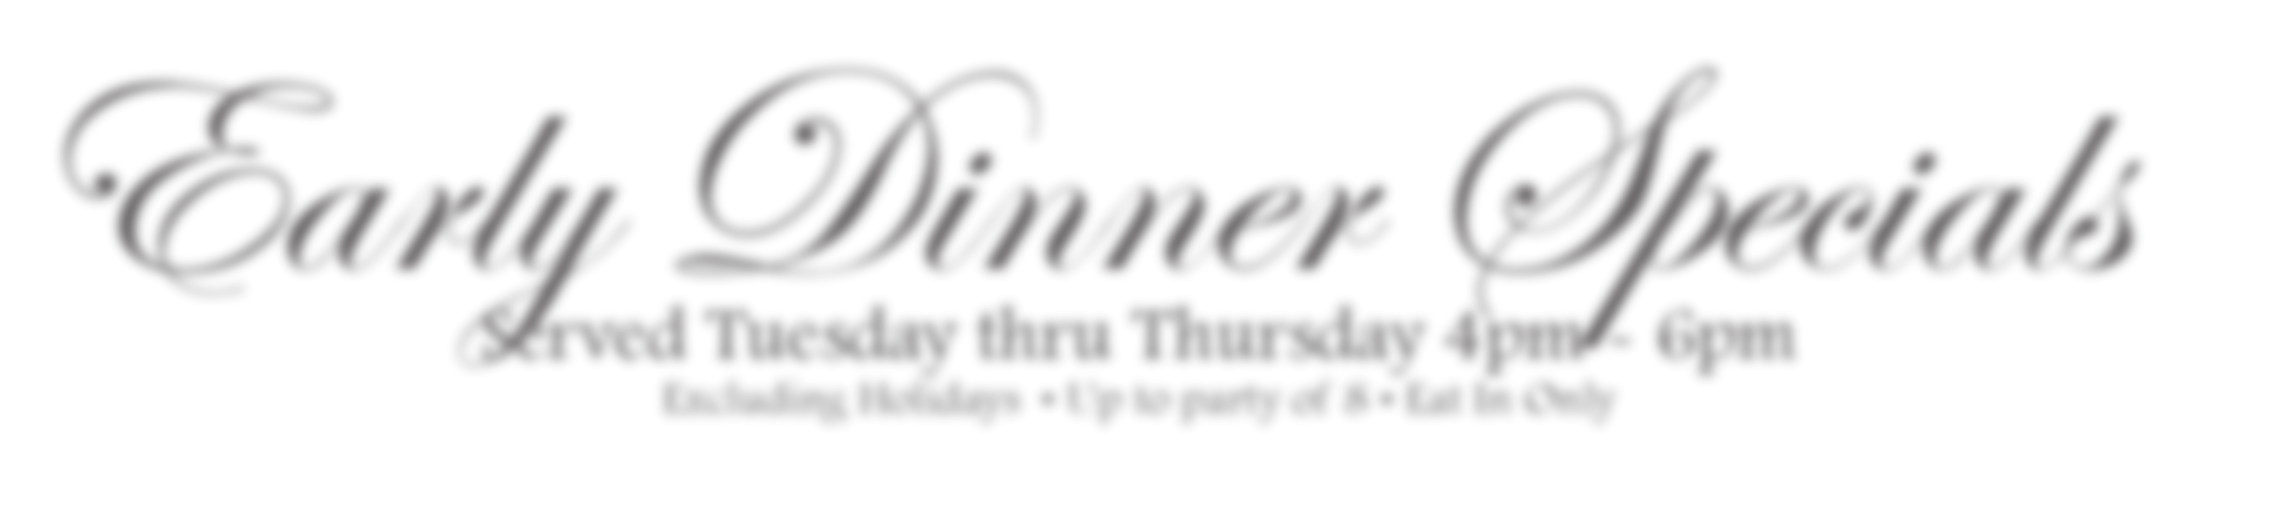 Early Dinner Specials
Served Tuesday thru Thursday 4pm - 6pm
Excluding Holidays • Up to party of 8 • Eat In Only